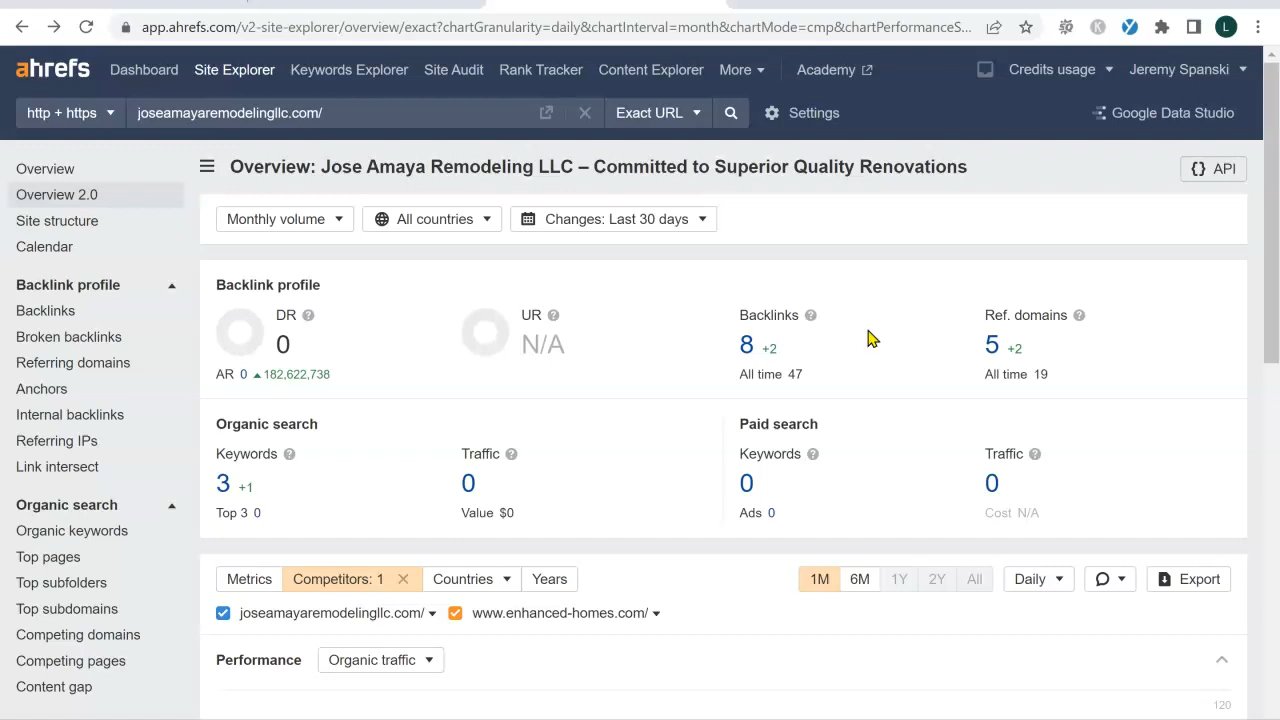 app.ahrefs.com/v2-site-explorer/overview/exact?chartGranularity=daily&chartInterval=month&chartMode=cmp&chartPerformanceS...
K
L
ahrefs Dashboard Site Explorer Keywords Explorer Site Audit Rank Tracker Content Explorer More Academy Credits usage Jeremy Spanski
http + https joseamayaremodelingllc.com/ Exact URL Settings Google Data Studio
Overview
Overview 2.0
Site structure
Calendar
Backlink profile
Backlinks
Broken backlinks
Referring domains
Anchors
Internal backlinks
Referring IPs
Link intersect
Organic search
Organic keywords
Top pages
Top subfolders
Top subdomains
Competing domains
Competing pages
Content gap
Overview: Jose Amaya Remodeling LLC – Committed to Superior Quality Renovations
{} API
Monthly volume All countries Changes: Last 30 days
Backlink profile
DR ? UR ? Backlinks ? Ref. domains ?
0 N/A 8 +2 5 +2
AR 0 182,622,738 All time 47 All time 19
Organic search Paid search
Keywords ? Traffic ? Keywords ? Traffic ?
3 +1 0 0 0
Top 3 0 Value $0 Ads 0 Cost N/A
Metrics Competitors: 1 Countries Years 1M 6M 1Y 2Y All Daily Export
joseamayaremodelingllc.com/ www.enhanced-homes.com/
Performance Organic traffic
120